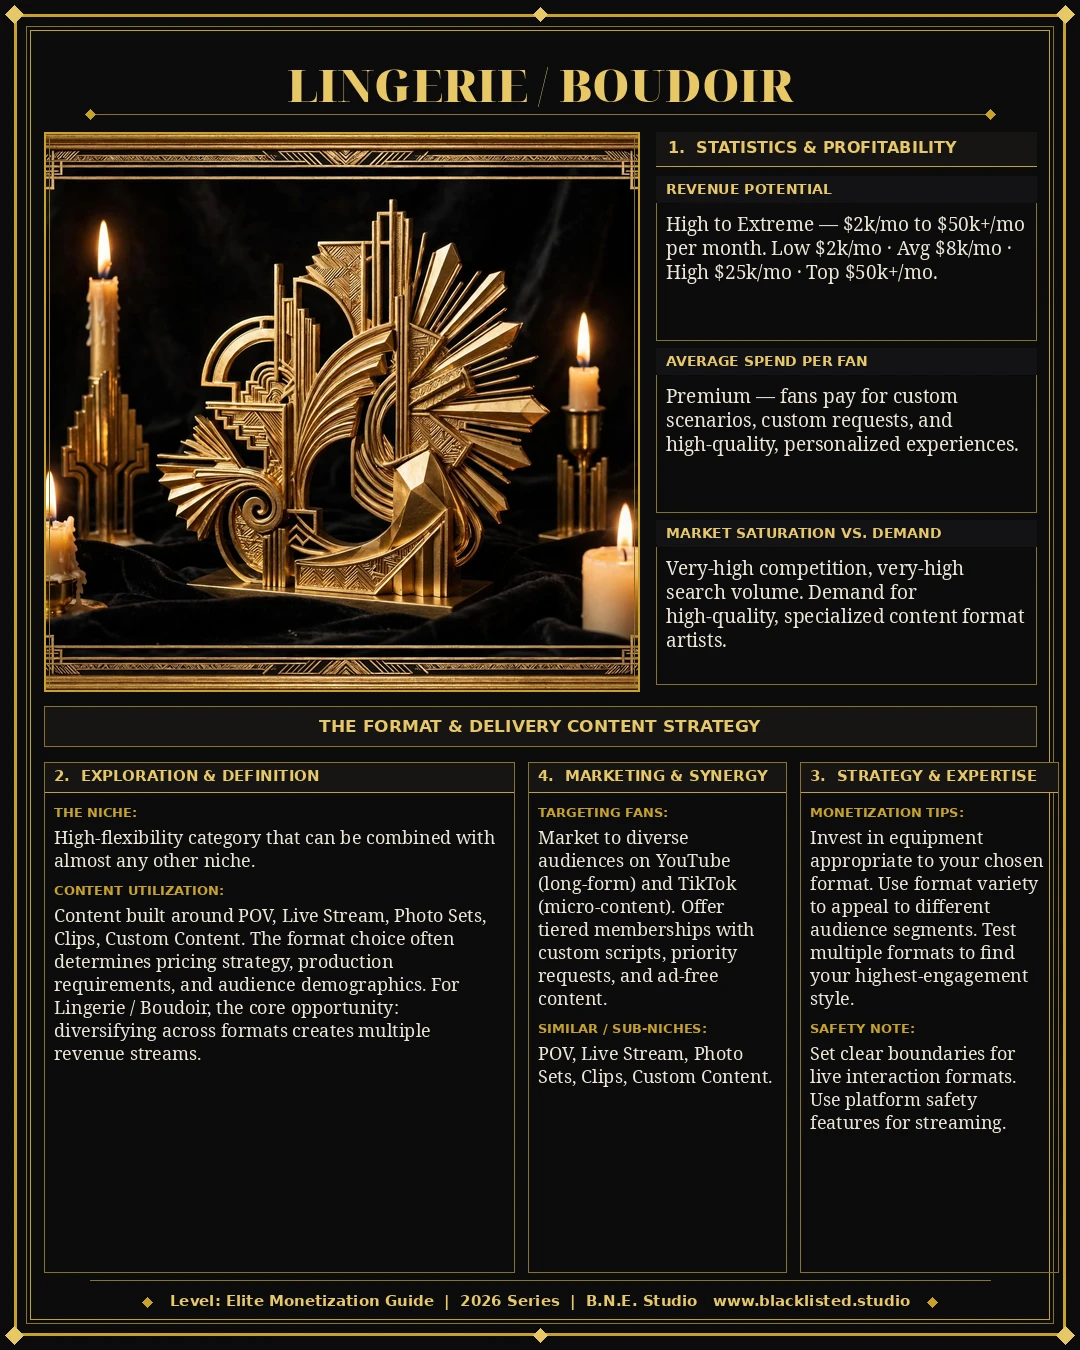 LINGERIE / BOUDOIR
1. STATISTICS & PROFITABILITY
REVENUE POTENTIAL
High to Extreme — $2k/mo to $50k+/mo
per month. Low $2k/mo · Avg $8k/mo ·
High $25k/mo · Top $50k+/mo.
AVERAGE SPEND PER FAN
Premium — fans pay for custom
scenarios, custom requests, and
high-quality, personalized experiences.
MARKET SATURATION VS. DEMAND
Very-high competition, very-high
search volume. Demand for
high-quality, specialized content format
artists.
THE FORMAT & DELIVERY CONTENT STRATEGY
2. EXPLORATION & DEFINITION
THE NICHE:
High-flexibility category that can be combined with
almost any other niche.
CONTENT UTILIZATION:
Content built around POV, Live Stream, Photo Sets,
Clips, Custom Content. The format choice often
determines pricing strategy, production
requirements, and audience demographics. For
Lingerie / Boudoir, the core opportunity:
diversifying across formats creates multiple
revenue streams.
4. MARKETING & SYNERGY
TARGETING FANS:
Market to diverse
audiences on YouTube
(long-form) and TikTok
(micro-content). Offer
tiered memberships with
custom scripts, priority
requests, and ad-free
content.
SIMILAR / SUB-NICHES:
POV, Live Stream, Photo
Sets, Clips, Custom Content.
3. STRATEGY & EXPERTISE
MONETIZATION TIPS:
Invest in equipment
appropriate to your chosen
format. Use format variety
to appeal to different
audience segments. Test
multiple formats to find
your highest-engagement
style.
SAFETY NOTE:
Set clear boundaries for
live interaction formats.
Use platform safety
features for streaming.
Level: Elite Monetization Guide | 2026 Series | B.N.E. Studio www.blacklisted.studio